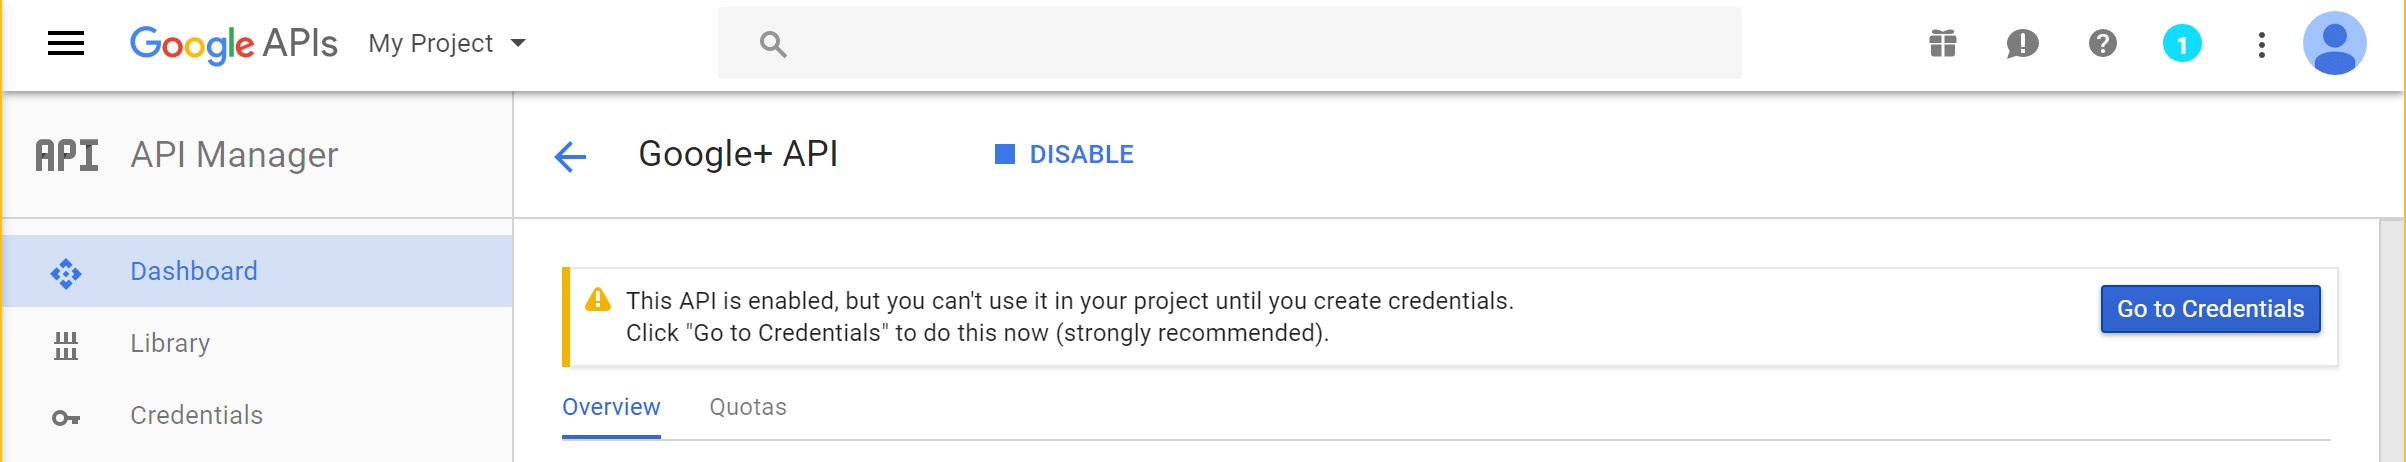 Google APIs My Project
1
API API Manager
Google+ API DISABLE
Dashboard
Library
Credentials
This API is enabled, but you can't use it in your project until you create credentials.
Click "Go to Credentials" to do this now (strongly recommended).
Go to Credentials
Overview Quotas